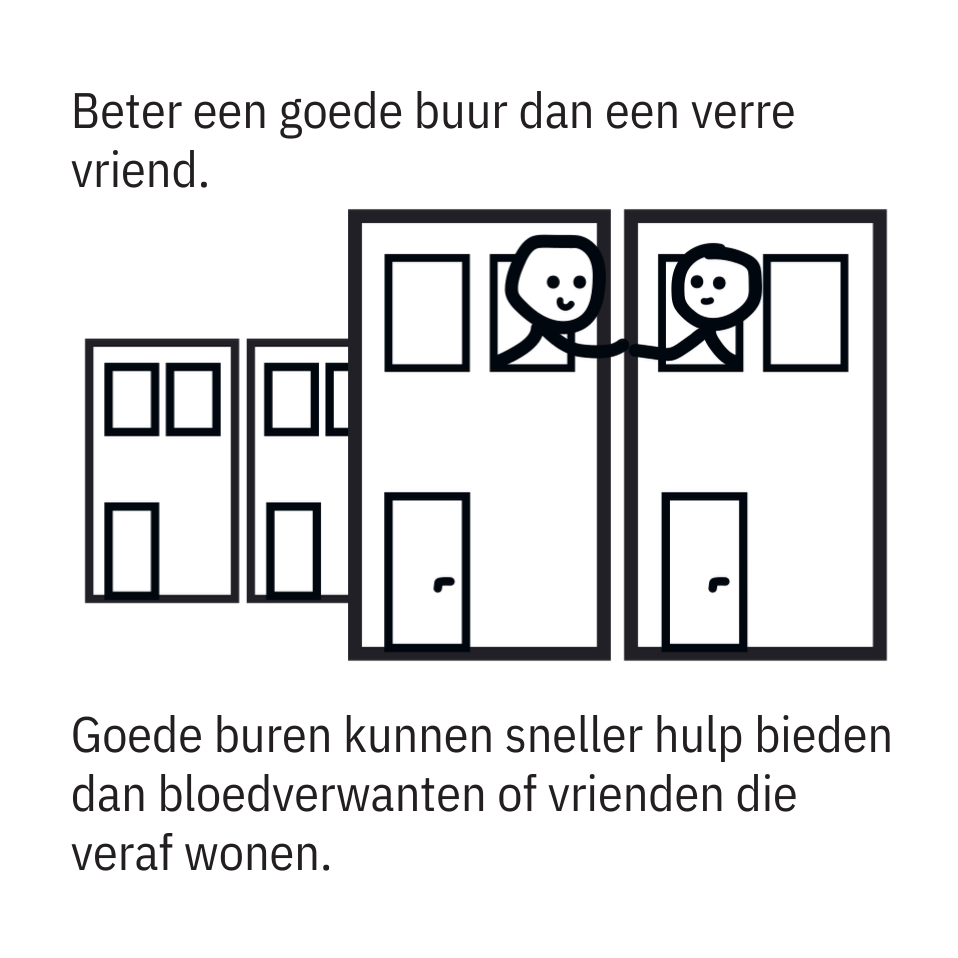 Beter een goede buur dan een verre
vriend.
Goede buren kunnen sneller hulp bieden
dan bloedverwanten of vrienden die
veraf wonen.